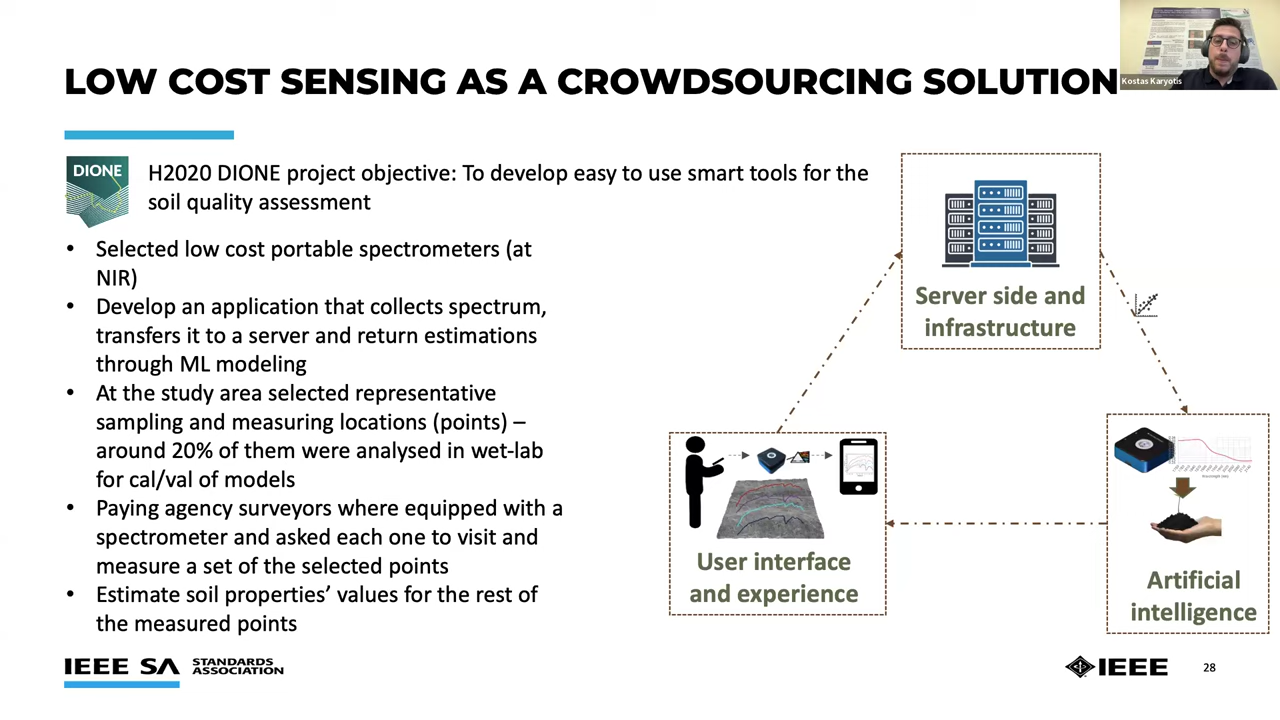 LOW COST SENSING AS A CROWDSOURCING SOLUTION
Kostas Karyotis
DIONE
H2020 DIONE project objective: To develop easy to use smart tools for the
soil quality assessment
• Selected low cost portable spectrometers (at
NIR)
• Develop an application that collects spectrum,
transfers it to a server and return estimations
through ML modeling
• At the study area selected representative
sampling and measuring locations (points) –
around 20% of them were analysed in wet-lab
for cal/val of models
• Paying agency surveyors where equipped with a
spectrometer and asked each one to visit and
measure a set of the selected points
• Estimate soil properties’ values for the rest of
the measured points
Server side and
infrastructure
User interface
and experience
Artificial
intelligence
IEEE SA STANDARDS
ASSOCIATION
IEEE
28